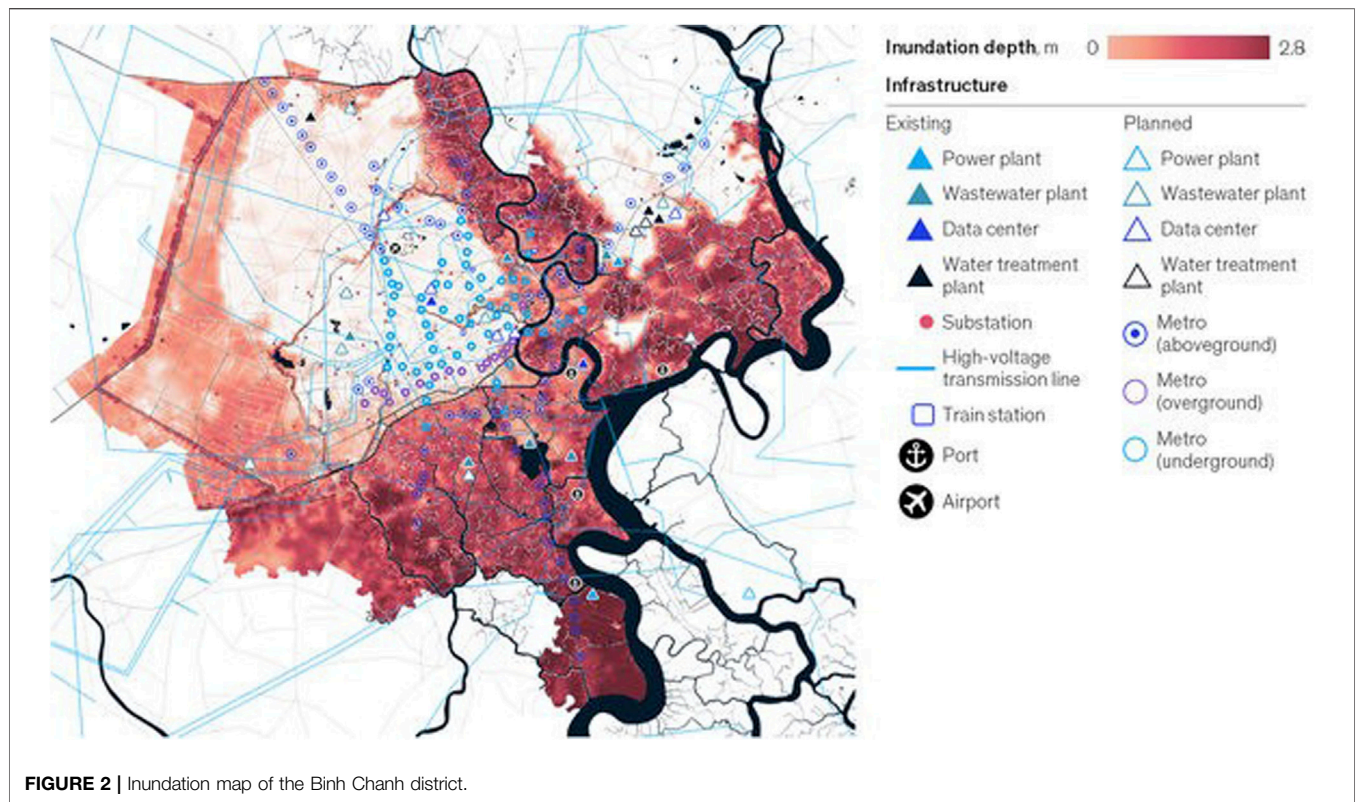 Inundation depth, m 0 2.8
Infrastructure
Existing
Power plant
Wastewater plant
Data center
Water treatment
plant
Substation
High-voltage
transmission line
Train station
Port
Airport
Planned
Power plant
Wastewater plant
Data center
Water treatment
plant
Metro
(aboveground)
Metro
(overground)
Metro
(underground)
FIGURE 2 | Inundation map of the Binh Chanh district.